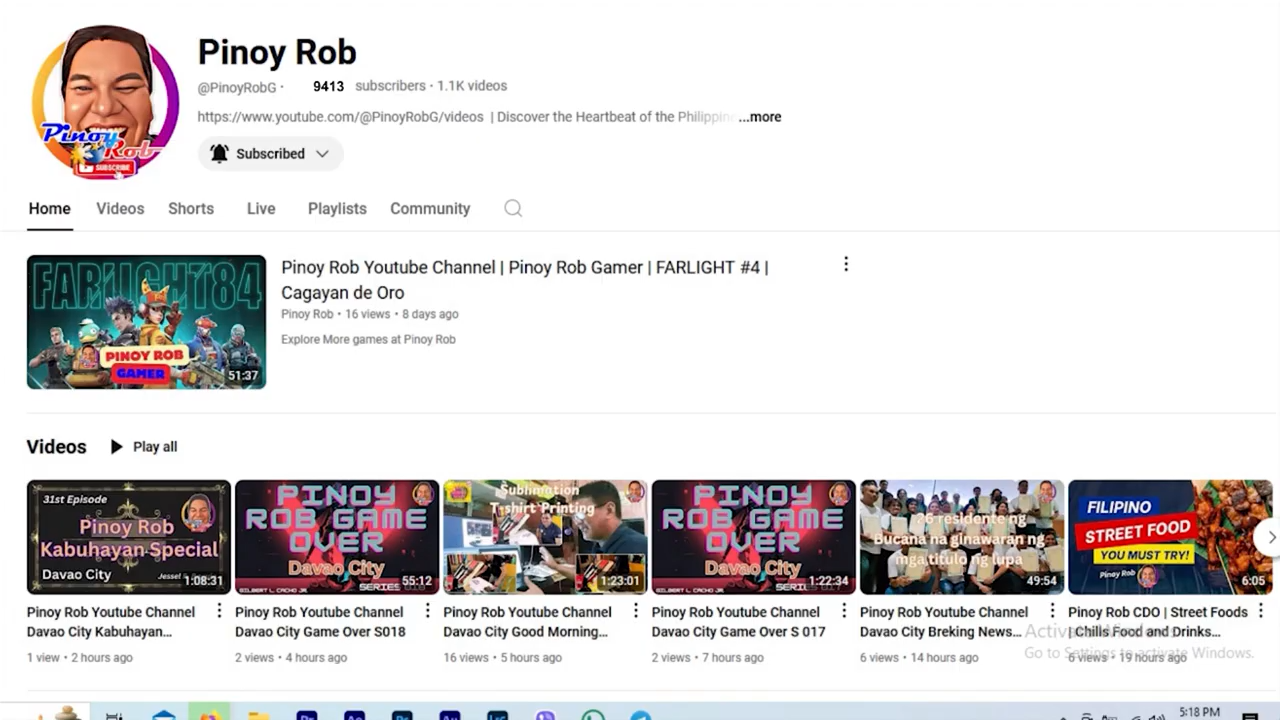 Pinoy Rob
@PinoyRobG · 9413 subscribers · 1.1K videos
https://www.youtube.com/@PinoyRobG/videos | Discover the Heartbeat of the Philippin ...more
Subscribed
Pinoy
Rob
SUBSCRIBE
Home Videos Shorts Live Playlists Community
FARLIGHT84
PINOY ROB
GAMER
51:37
Pinoy Rob Youtube Channel | Pinoy Rob Gamer | FARLIGHT #4 |
Cagayan de Oro
Pinoy Rob • 16 views • 8 days ago
Explore More games at Pinoy Rob
Videos Play all
31st Episode
Pinoy Rob
Kabuhayan Special
Davao City
1:08:31
Pinoy Rob Youtube Channel
Davao City Kabuhayan...
1 view • 2 hours ago
PINOY
ROB GAME
OVER
Davao City
GILBERT L. CACHO JR.
55:12
Pinoy Rob Youtube Channel
Davao City Game Over S018
2 views • 4 hours ago
Sublimation
T-shirt Printing
1:23:01
Pinoy Rob Youtube Channel
Davao City Good Morning...
16 views • 5 hours ago
PINOY
ROB GAME
OVER
Davao City
GILBERT L. CACHO JR.
1:22:34
Pinoy Rob Youtube Channel
Davao City Game Over S 017
2 views • 7 hours ago
26 residente ng
Bucana na ginawaran ng
mga titulo ng lupa
49:54
Pinoy Rob Youtube Channel
Davao City Breking News...
6 views • 14 hours ago
FILIPINO
STREET FOOD
YOU MUST TRY!
Pinoy Rob
6:05
Pinoy Rob CDO | Street Foods
| Chills Food and Drinks...
6 views • 19 hours ago
Activate Windows
Go to Settings to activate Windows.
5:18 PM